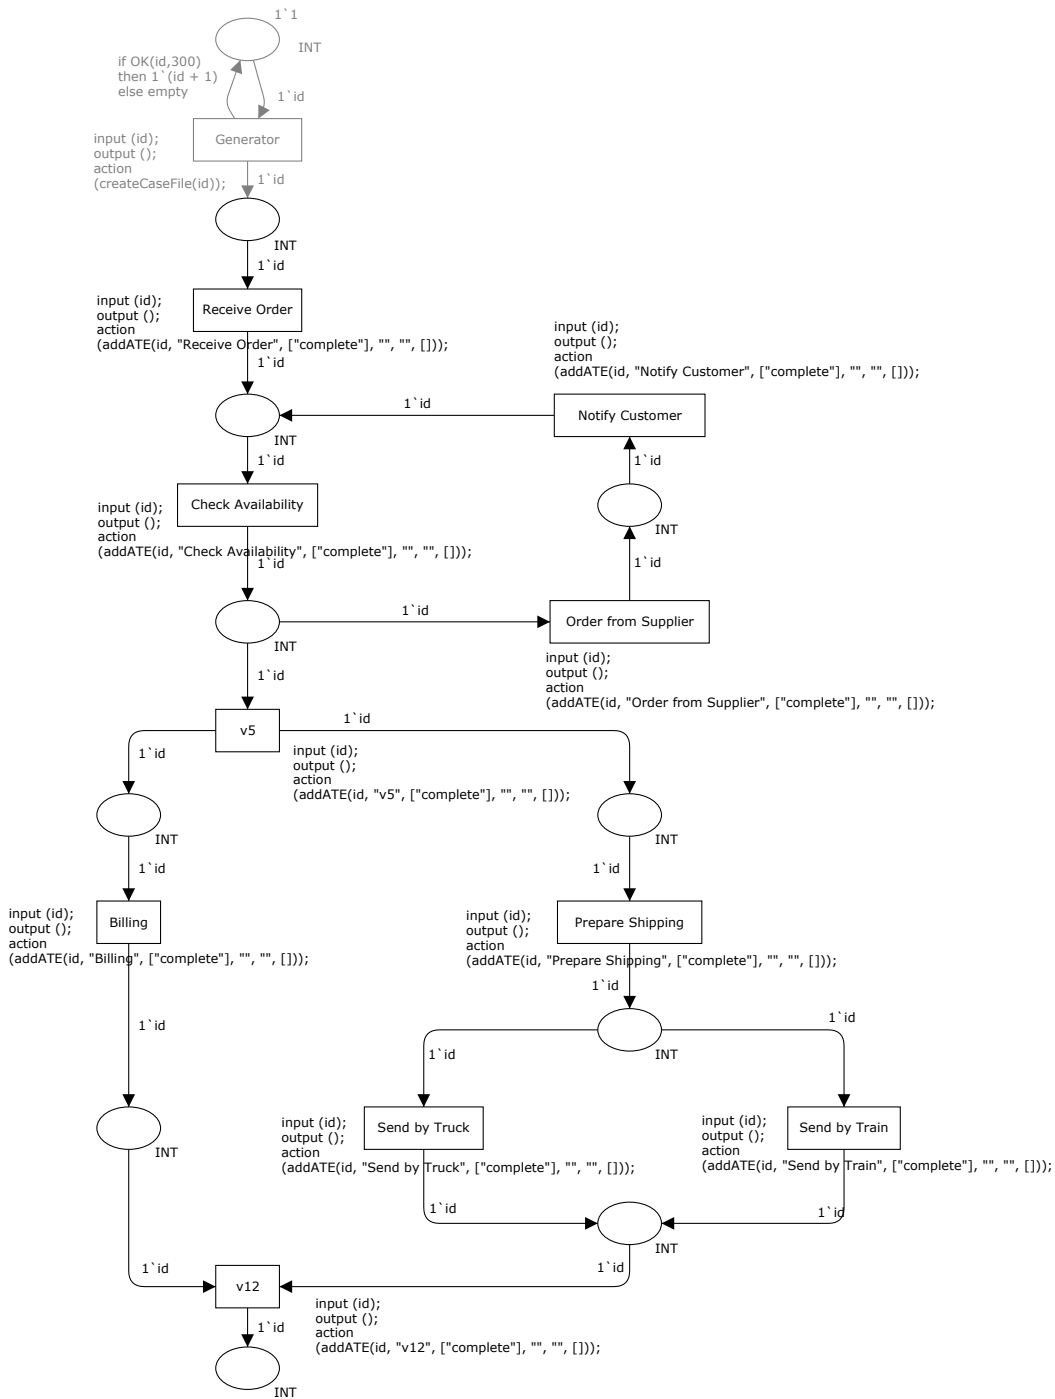 1`1
INT
if OK(id,300)
then 1`(id + 1)
else empty
1`id
Generator
input (id);
output ();
action
(createCaseFile(id));
1`id
INT
1`id
input (id);
output ();
action
(addATE(id, "Receive Order", ["complete"], "", "", []));
Receive Order
1`id
input (id);
output ();
action
(addATE(id, "Notify Customer", ["complete"], "", "", []));
1`id
Notify Customer
INT
1`id
1`id
Check Availability
input (id);
output ();
action
(addATE(id, "Check Availability", ["complete"], "", "", []));
INT
1`id
1`id
1`id
Order from Supplier
INT
input (id);
output ();
action
(addATE(id, "Order from Supplier", ["complete"], "", "", []));
1`id
v5
1`id
1`id
input (id);
output ();
action
(addATE(id, "v5", ["complete"], "", "", []));
INT
INT
1`id
1`id
Billing
input (id);
output ();
action
(addATE(id, "Billing", ["complete"], "", "", []));
Prepare Shipping
input (id);
output ();
action
(addATE(id, "Prepare Shipping", ["complete"], "", "", []));
1`id
1`id
INT
1`id
1`id
INT
Send by Truck
input (id);
output ();
action
(addATE(id, "Send by Truck", ["complete"], "", "", []));
Send by Train
input (id);
output ();
action
(addATE(id, "Send by Train", ["complete"], "", "", []));
1`id
1`id
INT
1`id
1`id
v12
input (id);
output ();
action
(addATE(id, "v12", ["complete"], "", "", []));
1`id
INT